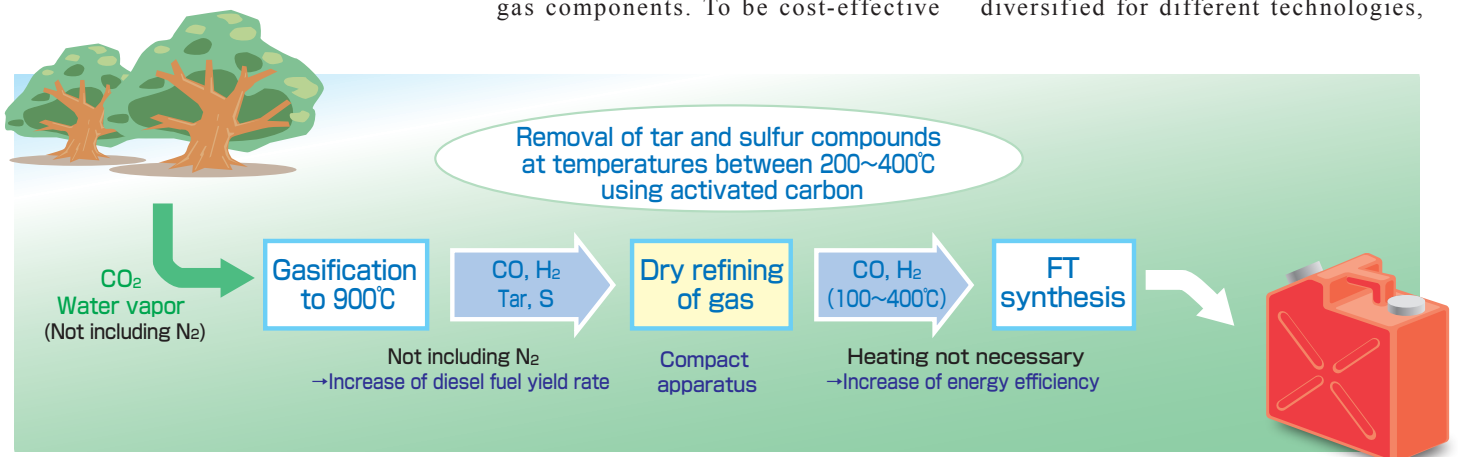 gas components. To be cost-effective
diversified for different technologies,
Removal of tar and sulfur compounds
at temperatures between 200~400℃
using activated carbon
CO₂
Water vapor
(Not including N₂)
Gasification
to 900℃
CO, H₂
Tar, S
Dry refining
of gas
CO, H₂
(100~400℃)
FT
synthesis
Not including N₂
→Increase of diesel fuel yield rate
Compact
apparatus
Heating not necessary
→Increase of energy efficiency